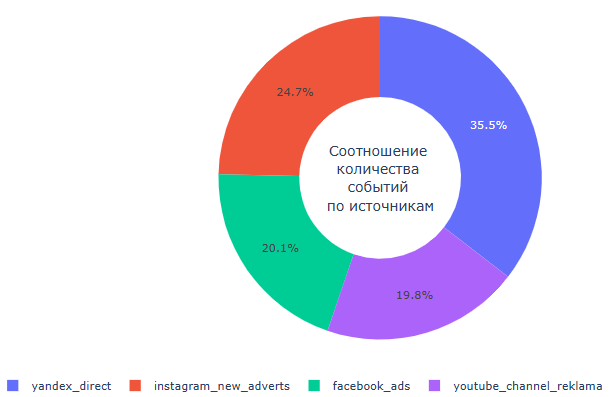 24.7%
35.5%
Соотношение
количества
событий
по источникам
20.1%
19.8%
yandex_direct instagram_new_adverts facebook_ads youtube_channel_reklama